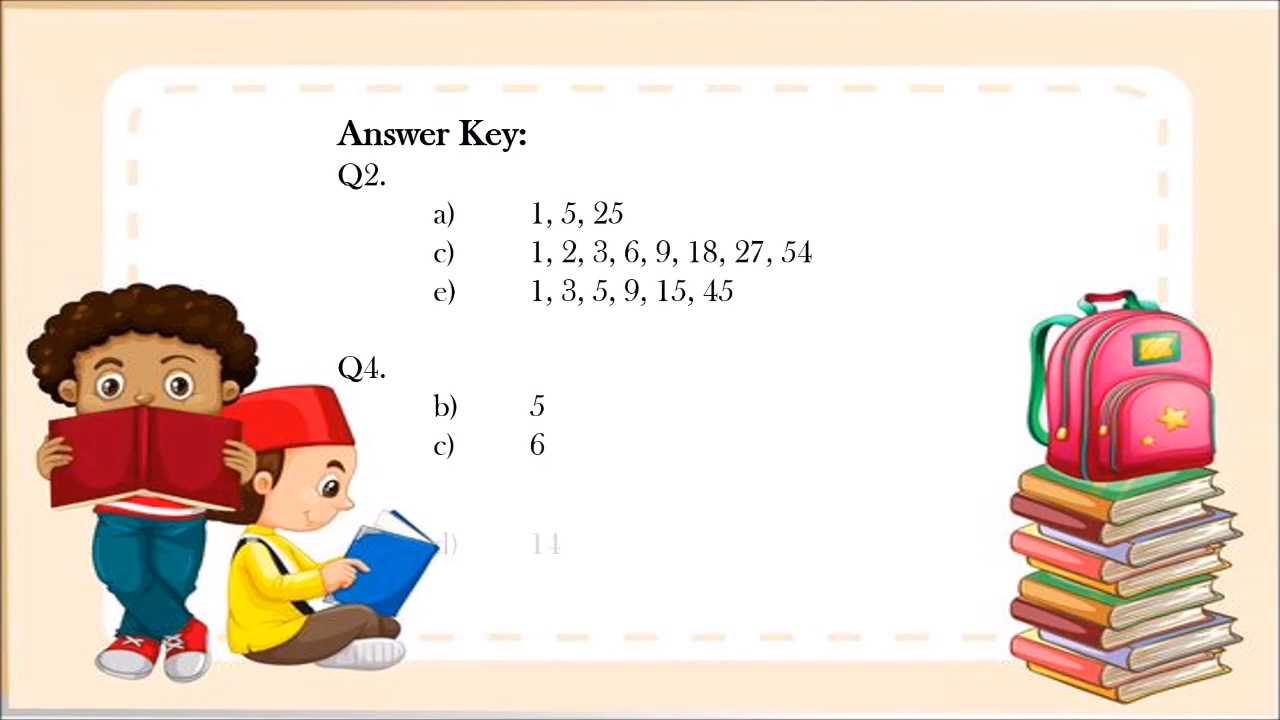 Answer Key:
Q2.
a) 1, 5, 25
c) 1, 2, 3, 6, 9, 18, 27, 54
e) 1, 3, 5, 9, 15, 45
Q4.
b) 5
c) 6
d) 14